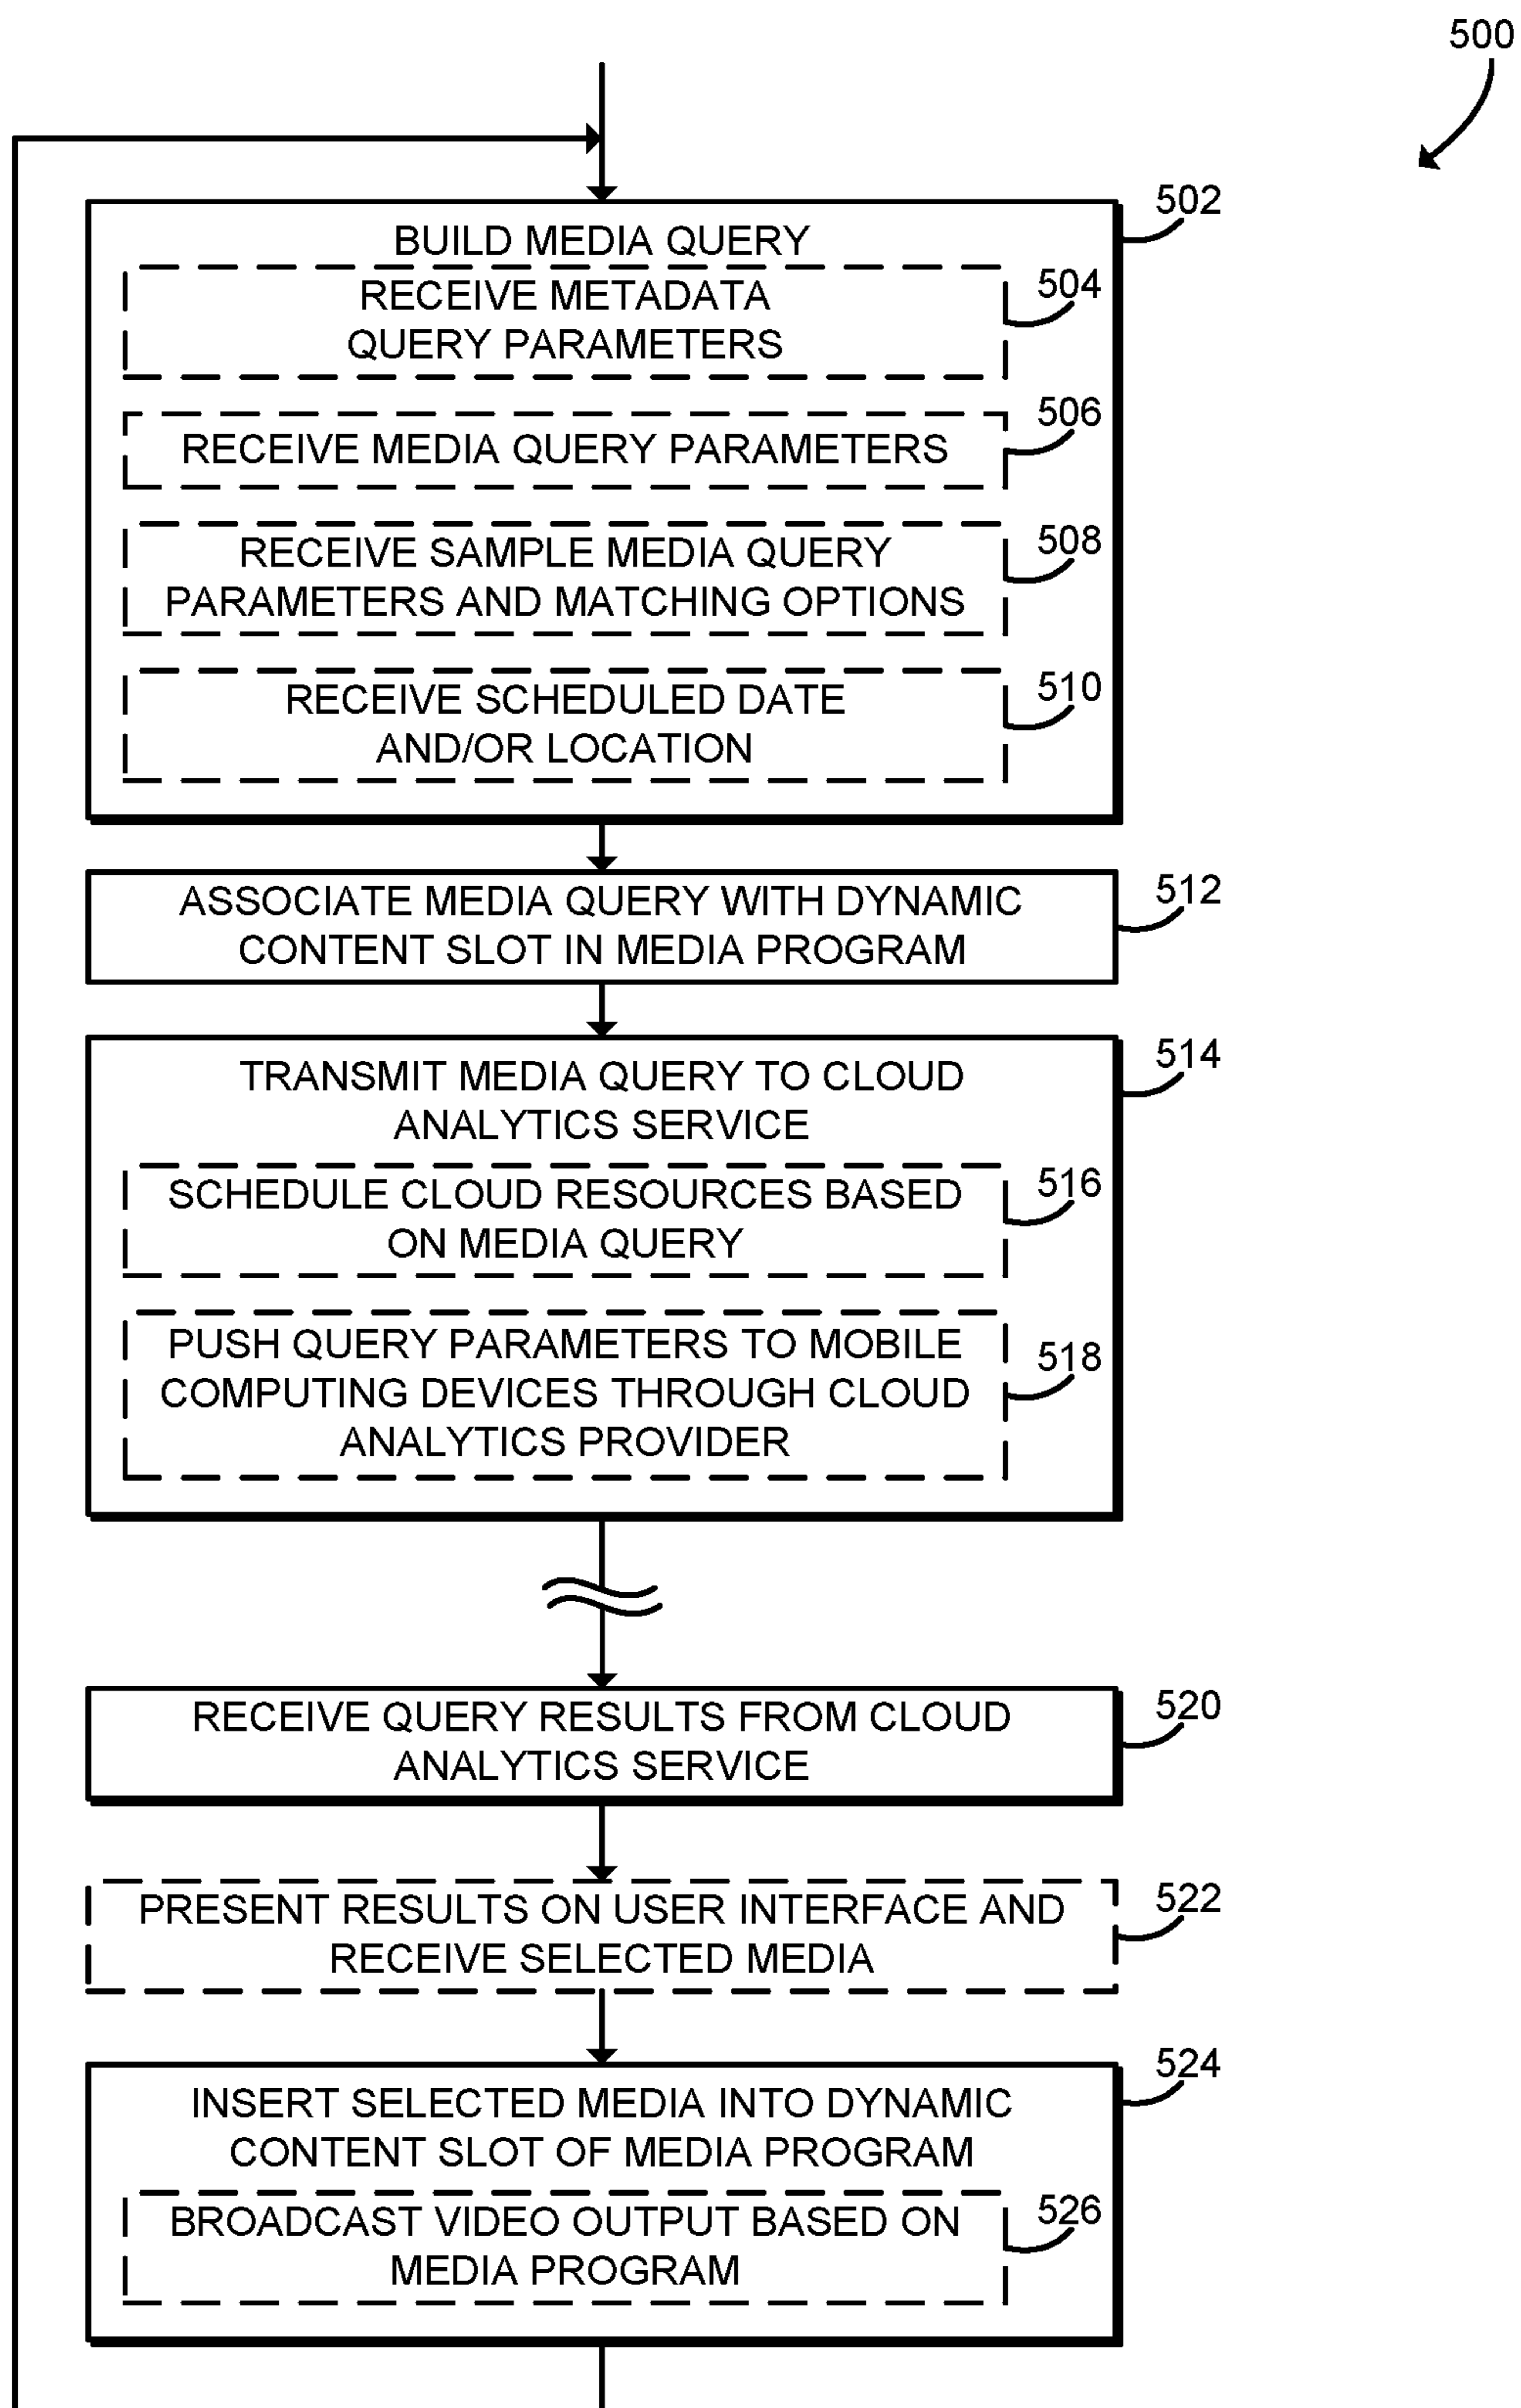 500
502
BUILD MEDIA QUERY
504
RECEIVE METADATA
QUERY PARAMETERS
506
RECEIVE MEDIA QUERY PARAMETERS
508
RECEIVE SAMPLE MEDIA QUERY
PARAMETERS AND MATCHING OPTIONS
510
RECEIVE SCHEDULED DATE
AND/OR LOCATION
512
ASSOCIATE MEDIA QUERY WITH DYNAMIC
CONTENT SLOT IN MEDIA PROGRAM
514
TRANSMIT MEDIA QUERY TO CLOUD
ANALYTICS SERVICE
516
SCHEDULE CLOUD RESOURCES BASED
ON MEDIA QUERY
518
PUSH QUERY PARAMETERS TO MOBILE
COMPUTING DEVICES THROUGH CLOUD
ANALYTICS PROVIDER
520
RECEIVE QUERY RESULTS FROM CLOUD
ANALYTICS SERVICE
522
PRESENT RESULTS ON USER INTERFACE AND
RECEIVE SELECTED MEDIA
524
INSERT SELECTED MEDIA INTO DYNAMIC
CONTENT SLOT OF MEDIA PROGRAM
526
BROADCAST VIDEO OUTPUT BASED ON
MEDIA PROGRAM